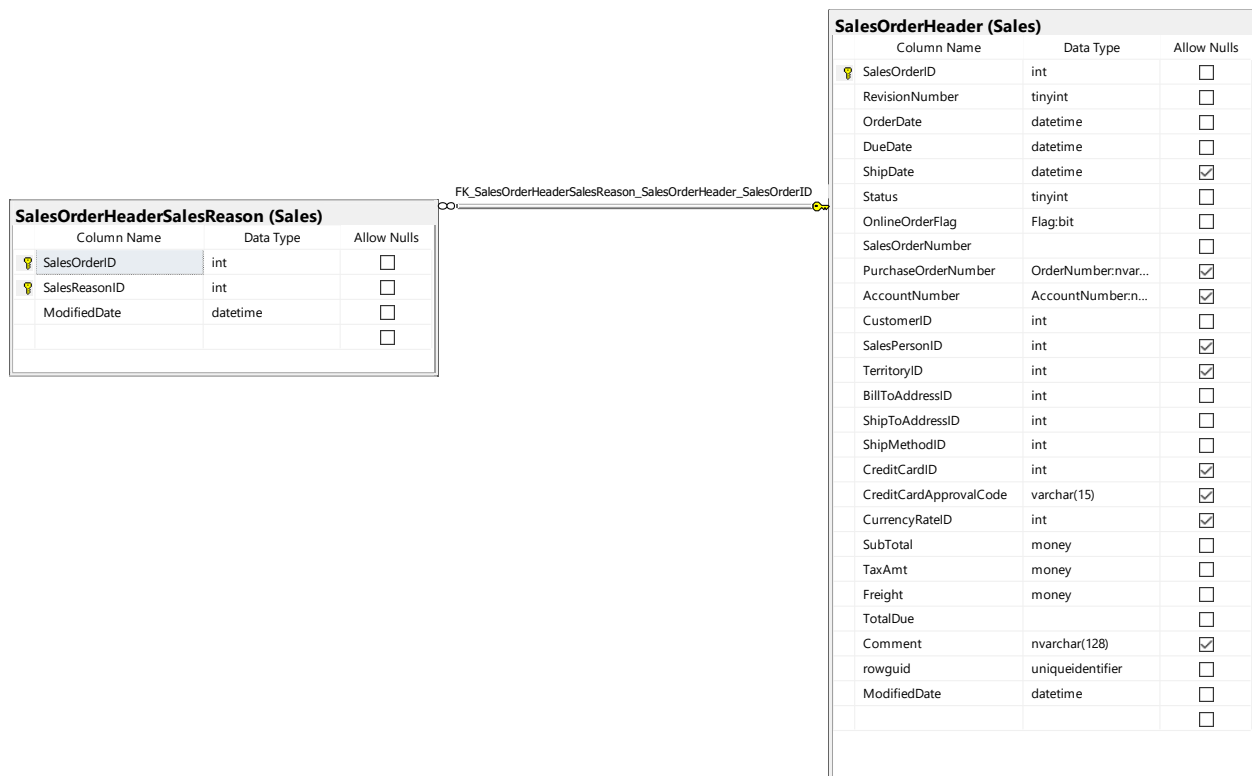 SalesOrderHeader (Sales)
Column Name Data Type Allow Nulls
SalesOrderID int
RevisionNumber tinyint
OrderDate datetime
DueDate datetime
ShipDate datetime
Status tinyint
OnlineOrderFlag Flag:bit
SalesOrderNumber
PurchaseOrderNumber OrderNumber:nvar...
AccountNumber AccountNumber:n...
CustomerID int
SalesPersonID int
TerritoryID int
BillToAddressID int
ShipToAddressID int
ShipMethodID int
CreditCardID int
CreditCardApprovalCode varchar(15)
CurrencyRateID int
SubTotal money
TaxAmt money
Freight money
TotalDue
Comment nvarchar(128)
rowguid uniqueidentifier
ModifiedDate datetime
FK_SalesOrderHeaderSalesReason_SalesOrderHeader_SalesOrderID
SalesOrderHeaderSalesReason (Sales)
Column Name Data Type Allow Nulls
SalesOrderID int
SalesReasonID int
ModifiedDate datetime